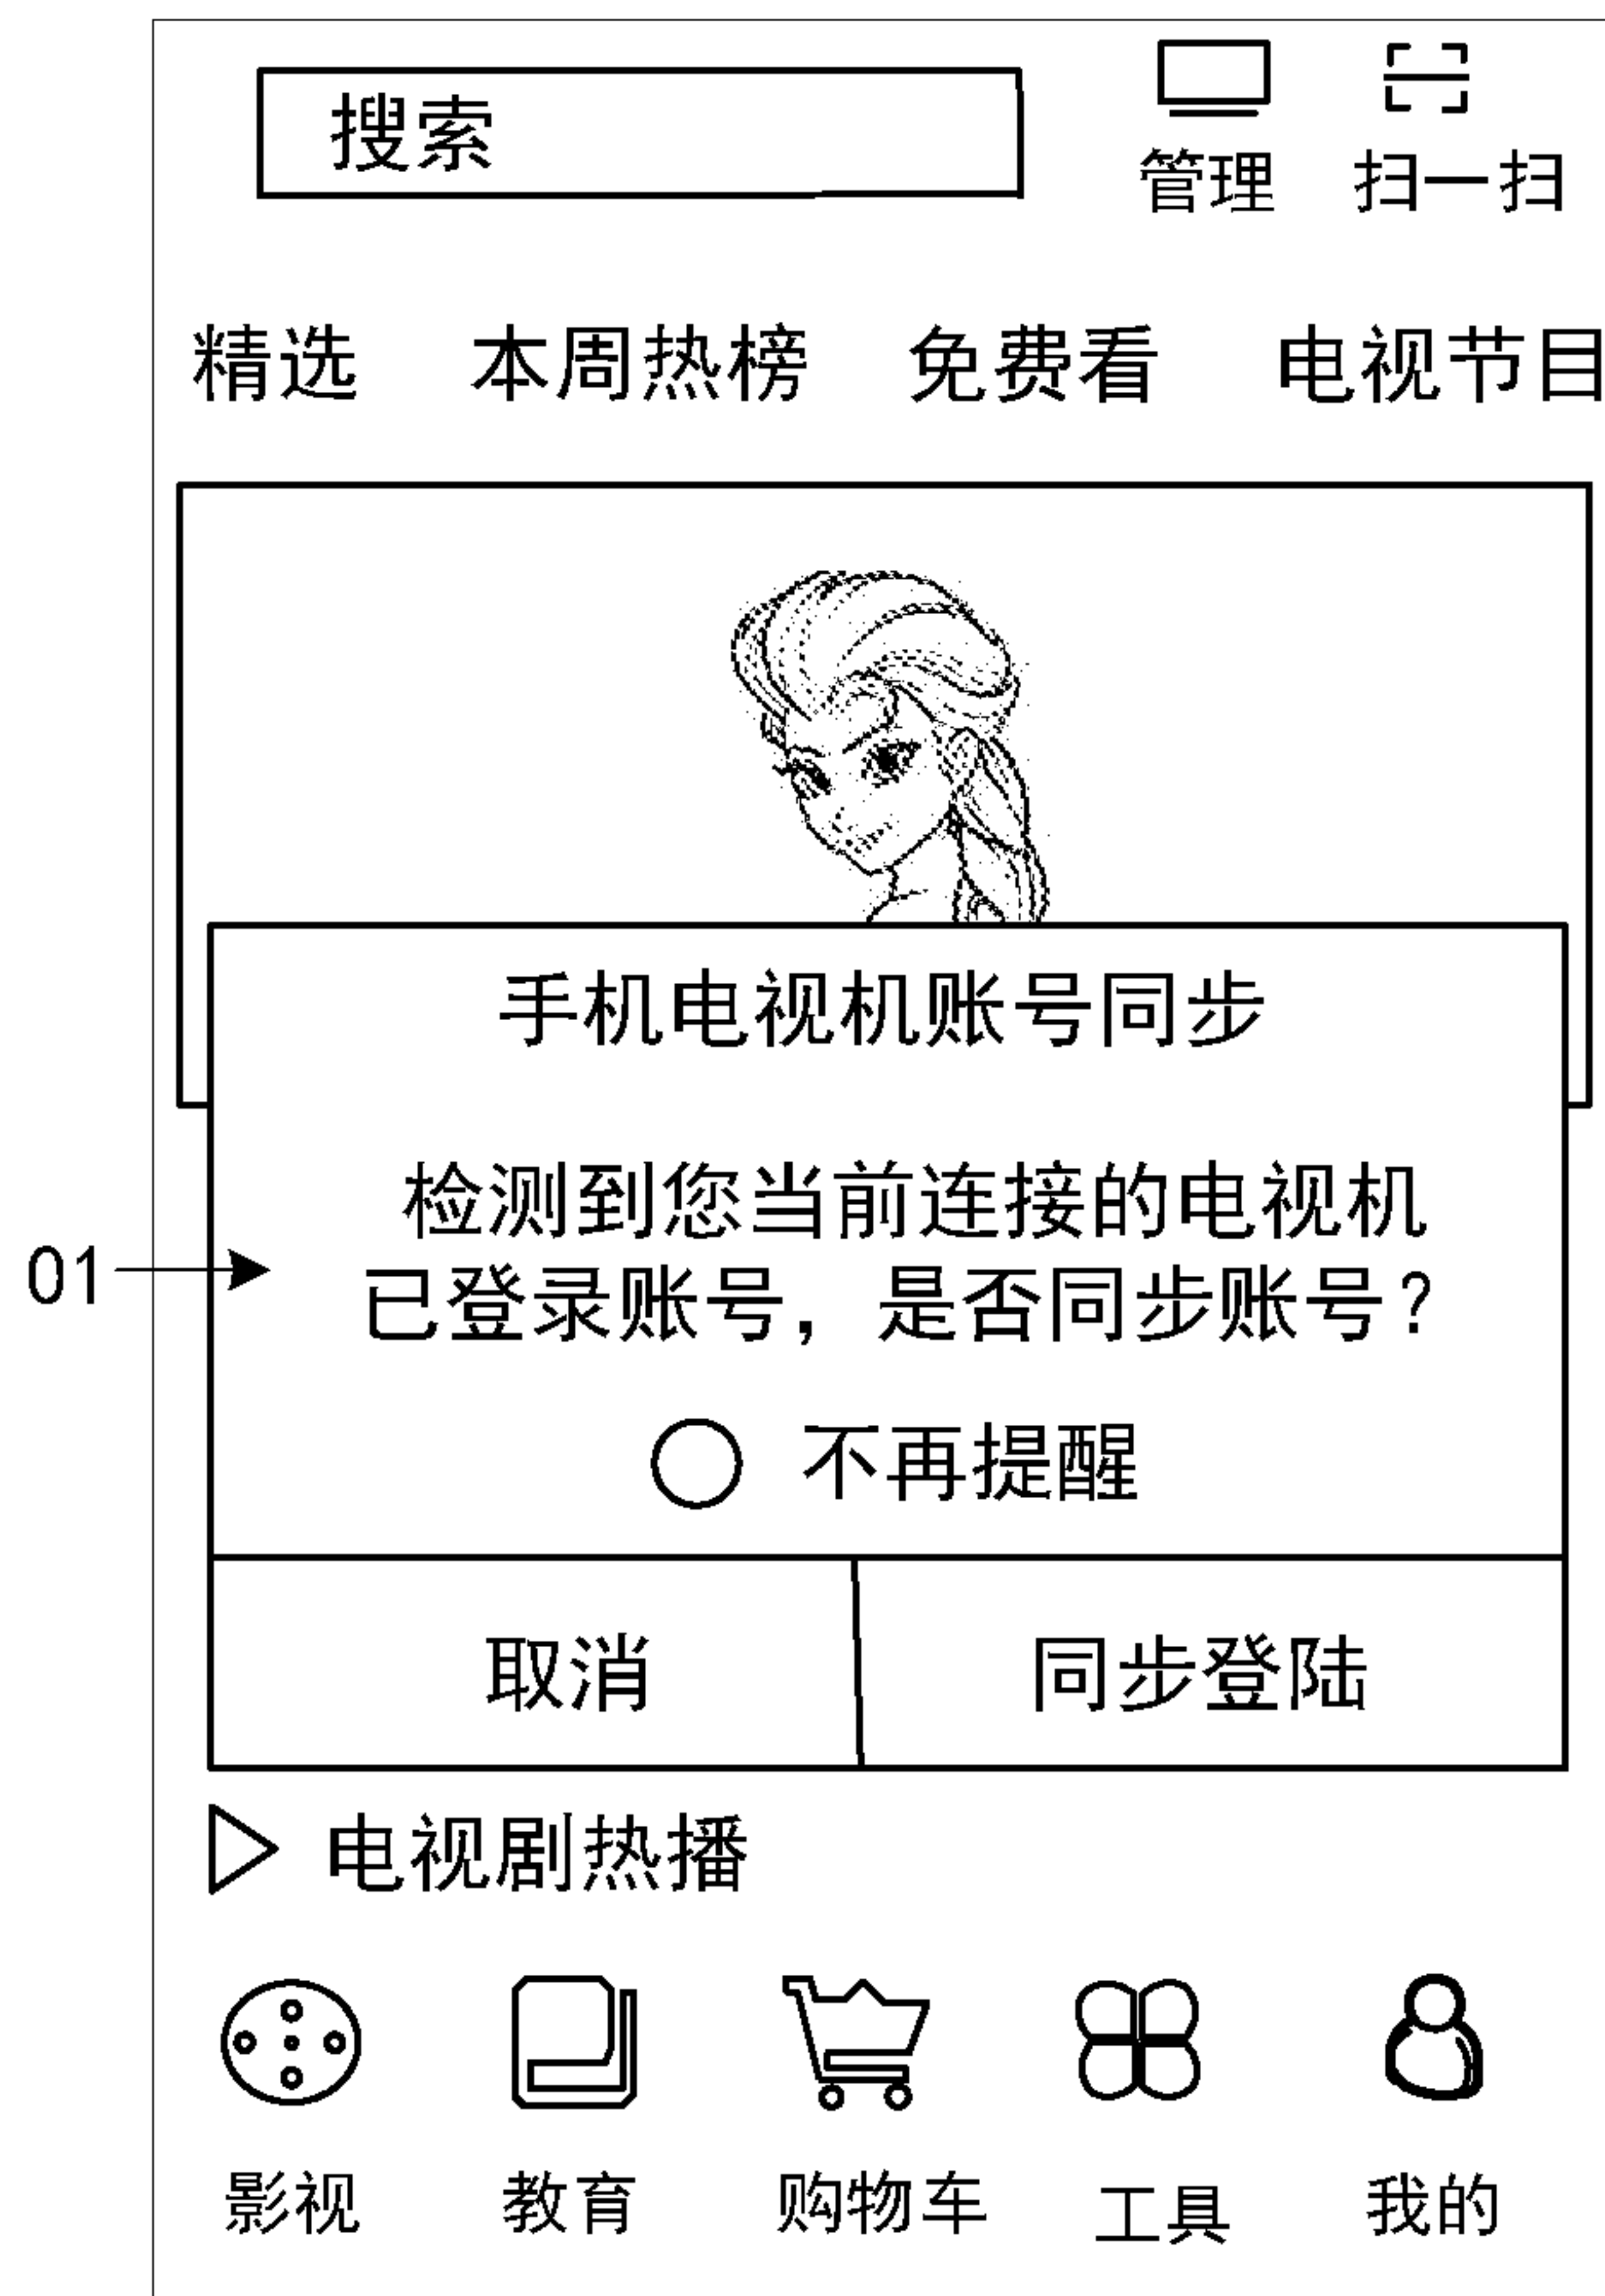 搜索
管理 扫一扫
精选 本周热榜 免费看 电视节目
手机电视机账号同步
检测到您当前连接的电视机
01
已登录账号，是否同步账号？
不再提醒
取消 同步登陆
电视剧热播
影视 教育 购物车 工具 我的